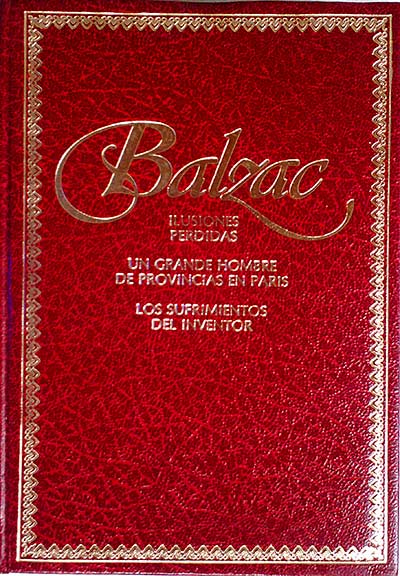 Balzac
ILUSIONES
PERDIDAS
UN GRANDE HOMBRE
DE PROVINCIAS EN PARIS
LOS SUFRIMIENTOS
DEL INVENTOR